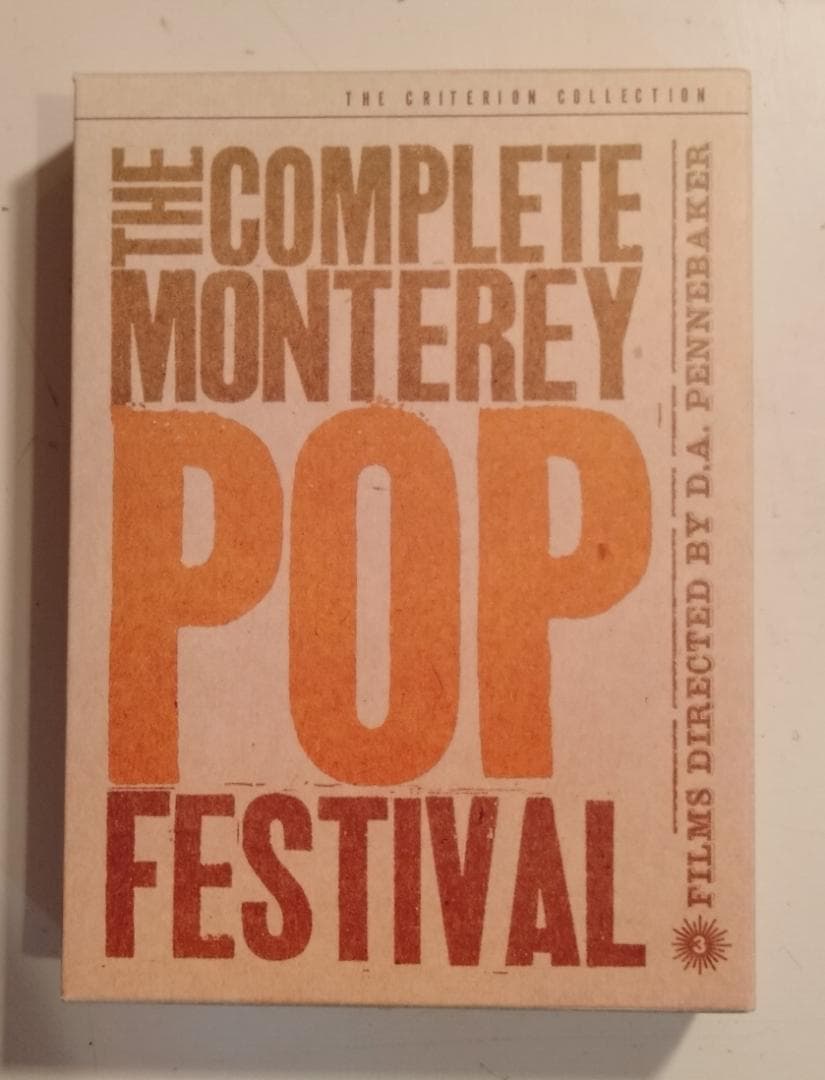 THE CRITERION COLLECTION
THE COMPLETE
MONTEREY
POP
FESTIVAL
3 FILMS DIRECTED BY D.A. PENNEBAKER